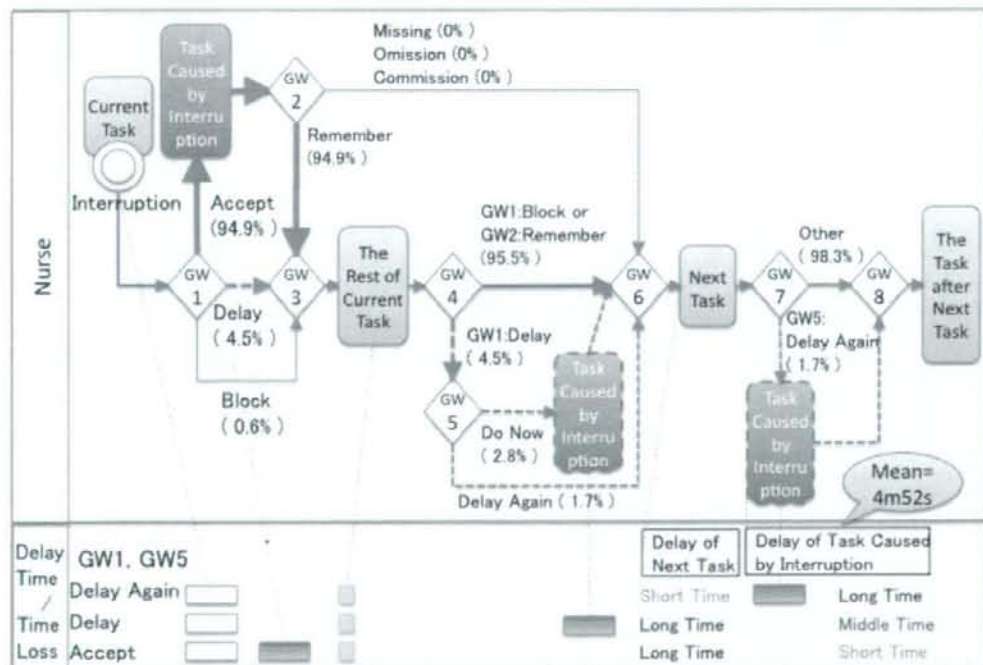 Nurse
Current
Task
Interruption
Task
Caused
by
Interru
ption
GW
2
Missing (0%)
Omission (0%)
Commission (0%)
Remember
(94.9%)
Accept
(94.9%)
GW
1
Delay
(4.5%)
Block
(0.6%)
GW
3
The
Rest of
Current
Task
GW
4
GW1:Block or
GW2:Remember
(95.5%)
GW1:Delay
(4.5%)
GW
5
Do Now
(2.8%)
Delay Again (1.7%)
Task
Caused
by
Interru
ption
GW
6
Next
Task
GW
7
Other
(98.3%)
GW5:
Delay Again
(1.7%)
Task
Caused
by
Interru
ption
GW
8
The
Task
after
Next
Task
Mean=
4m52s
Delay
Time
/
Time
Loss
GW1, GW5
Delay Again
Delay
Accept
Delay of
Next Task
Short Time
Long Time
Long Time
Delay of Task Caused
by Interruption
Long Time
Middle Time
Short Time